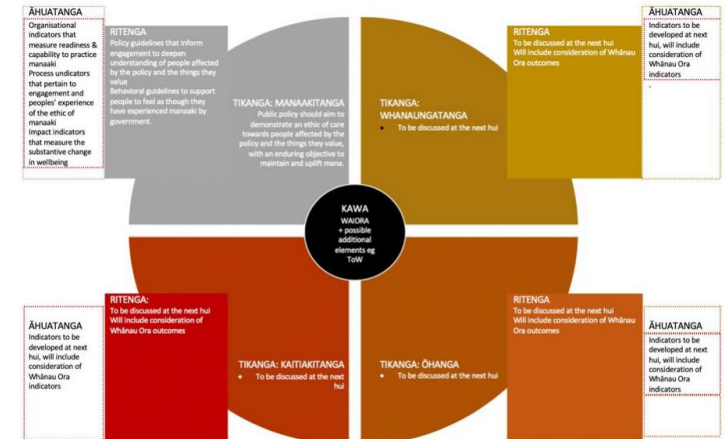 ĀHUATANGA
Organisational
indicators that
measure readiness &
capability to practice
manaaki
Process undicators
that pertain to
engagement and
peoples' experience
of the ethic of
manaaki
Impact indicators
that measure the
substantive change
in wellbeing
RITENGA
Policy guidelines that inform
engagement to deepen
understanding of people affected
by the policy and the things they
value
Behavioral guidelines to support
people to feel as though they
have experienced manaaki by
government.
TIKANGA: MANAAKITANGA
Public policy should aim to
demonstrate an ethic of care
towards people affected by the
policy and the things they value,
with an enduring objective to
maintain and uplift mana.
TIKANGA:
WHANAUNGATANGA
• To be discussed at the next hui
RITENGA
To be discussed at the next hui
Will include consideration of Whānau
Ora outcomes
ĀHUATANGA
Indicators to be
developed at next
hui, will include
consideration of
Whānau Ora
indicators
.
KAWA
WAIORA
+ possible
additional
elements eg
ToW
ĀHUATANGA
Indicators to be
developed at next
hui, will include
consideration of
Whānau Ora
indicators
RITENGA:
To be discussed at the next hui
Will include consideration of
Whānau Ora outcomes
TIKANGA: KAITIAKITANGA
• To be discussed at the next
hui
TIKANGA: ŌHANGA
• To be discussed at the next hui
RITENGA
To be discussed at the next hui
Will include consideration of Whānau
Ora outcomes
ĀHUATANGA
Indicators to be
developed at next
hui, will include
consideration of
Whānau Ora
indicators